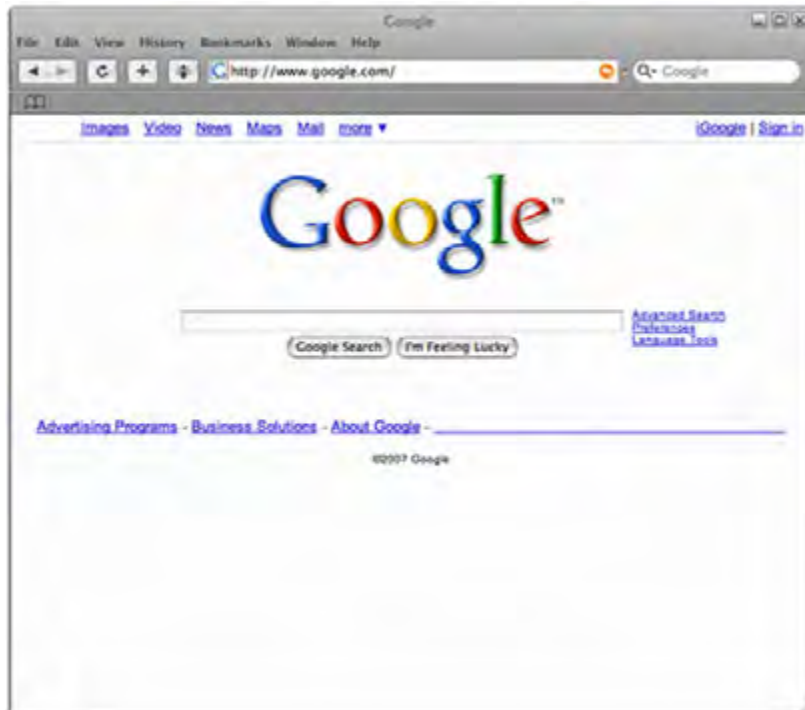 Google
File Edit View History Bookmarks Window Help
http://www.google.com/ Google
Images Video News Maps Mail more ▼ iGoogle | Sign in
Google™
Advanced Search
Preferences
Language Tools
Google Search I'm Feeling Lucky
Advertising Programs - Business Solutions - About Google -
©2007 Google